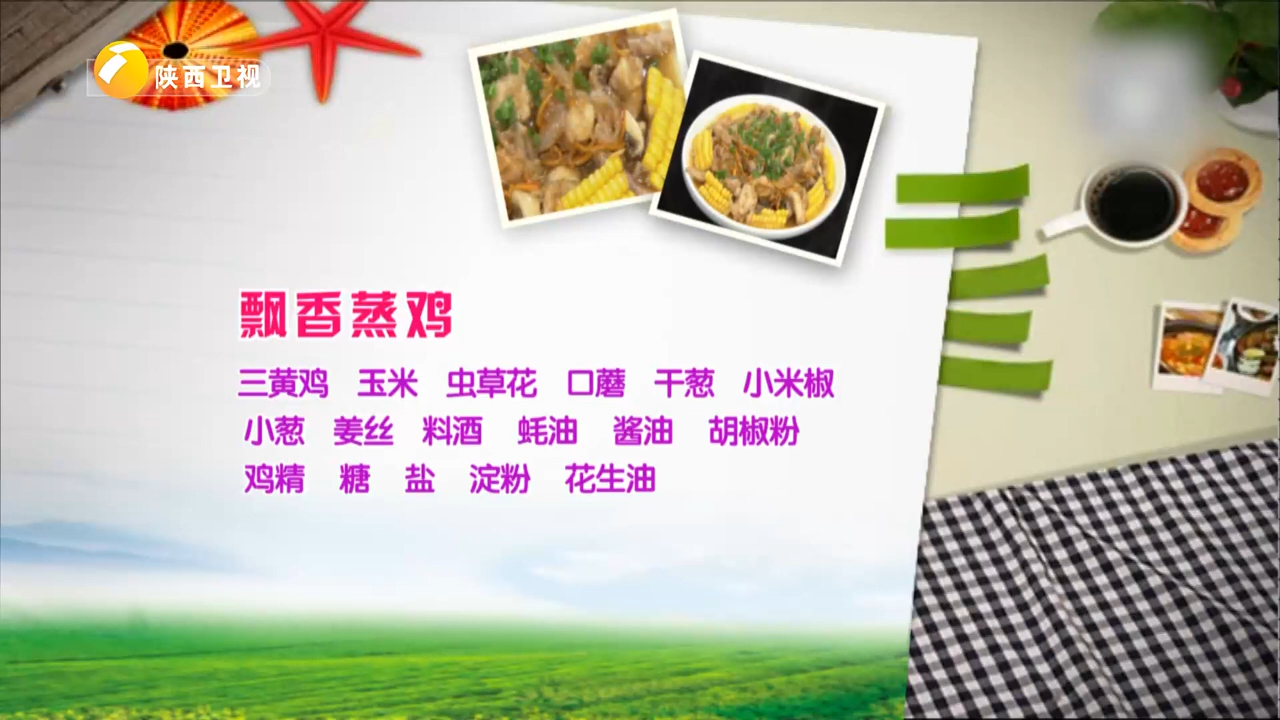 陕西卫视
飘香蒸鸡
三黄鸡 玉米 虫草花 口蘑 干葱 小米椒
小葱 姜丝 料酒 蚝油 酱油 胡椒粉
鸡精 糖 盐 淀粉 花生油